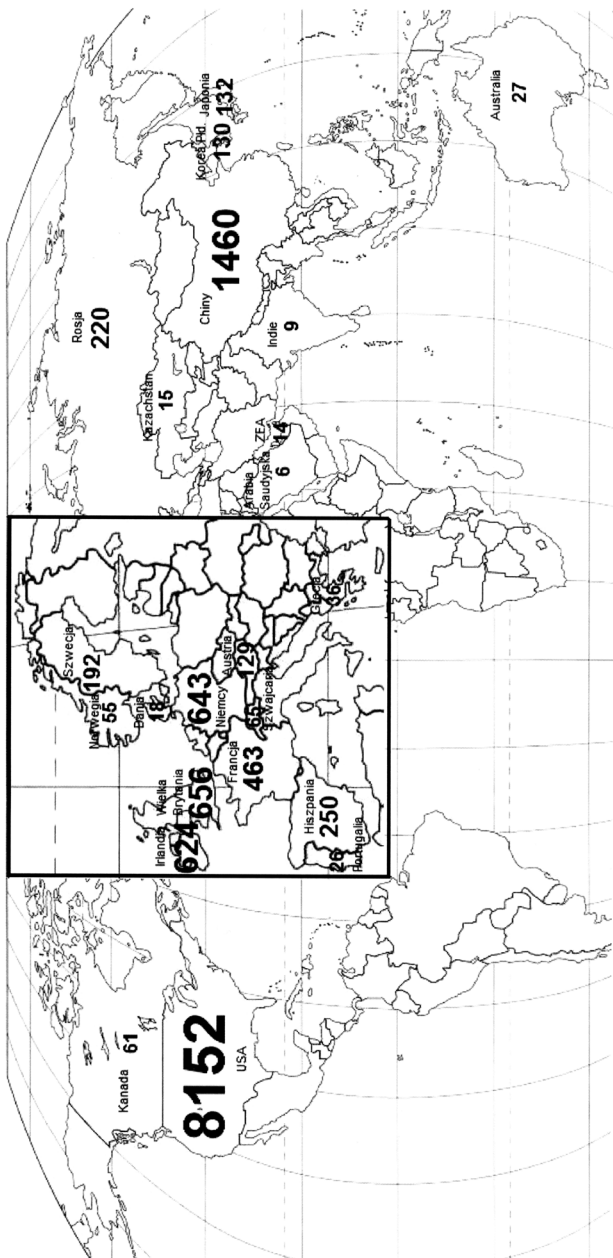 Kanada
61
8152
USA
Irlandia
624
Wielka
Brytania
656
Norwegia
55
Szwecja
192
Dania
18
Niemcy
643
Francja
463
65
Szwajcaria
Austria
129
Hiszpania
250
26
Portugalia
Grecja
36
Rosja
220
Kazachstan
15
Chiny
1460
Korea Płd.
130
Japonia
132
Arabia
Saudyjska
6
ZEA
14
Indie
9
Australia
27